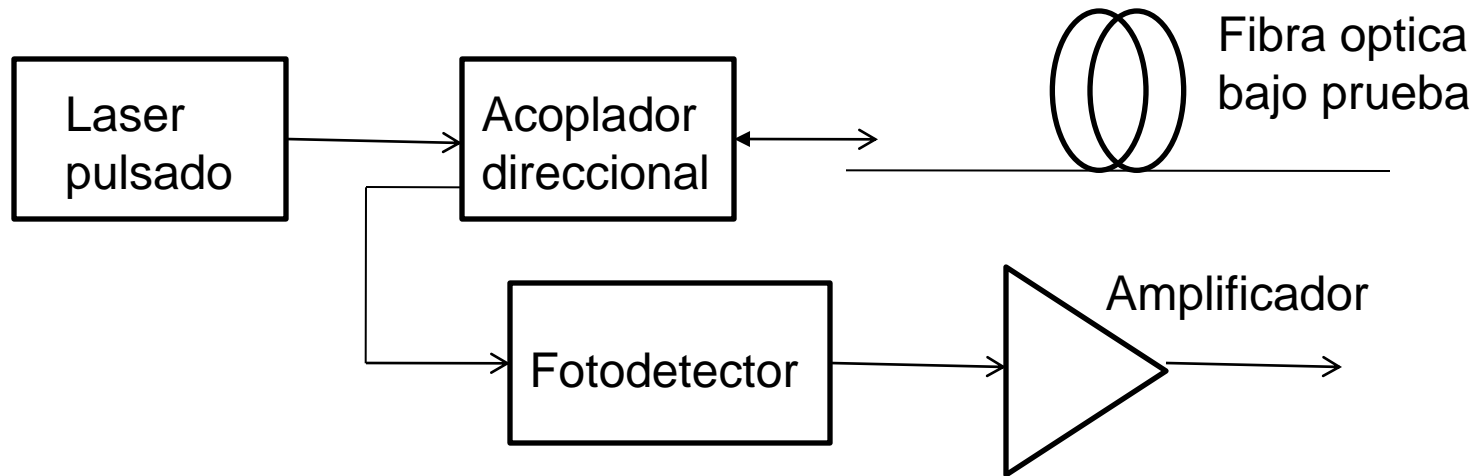 Laser
pulsado
Acoplador
direccional
Fibra optica
bajo prueba
Fotodetector
Amplificador